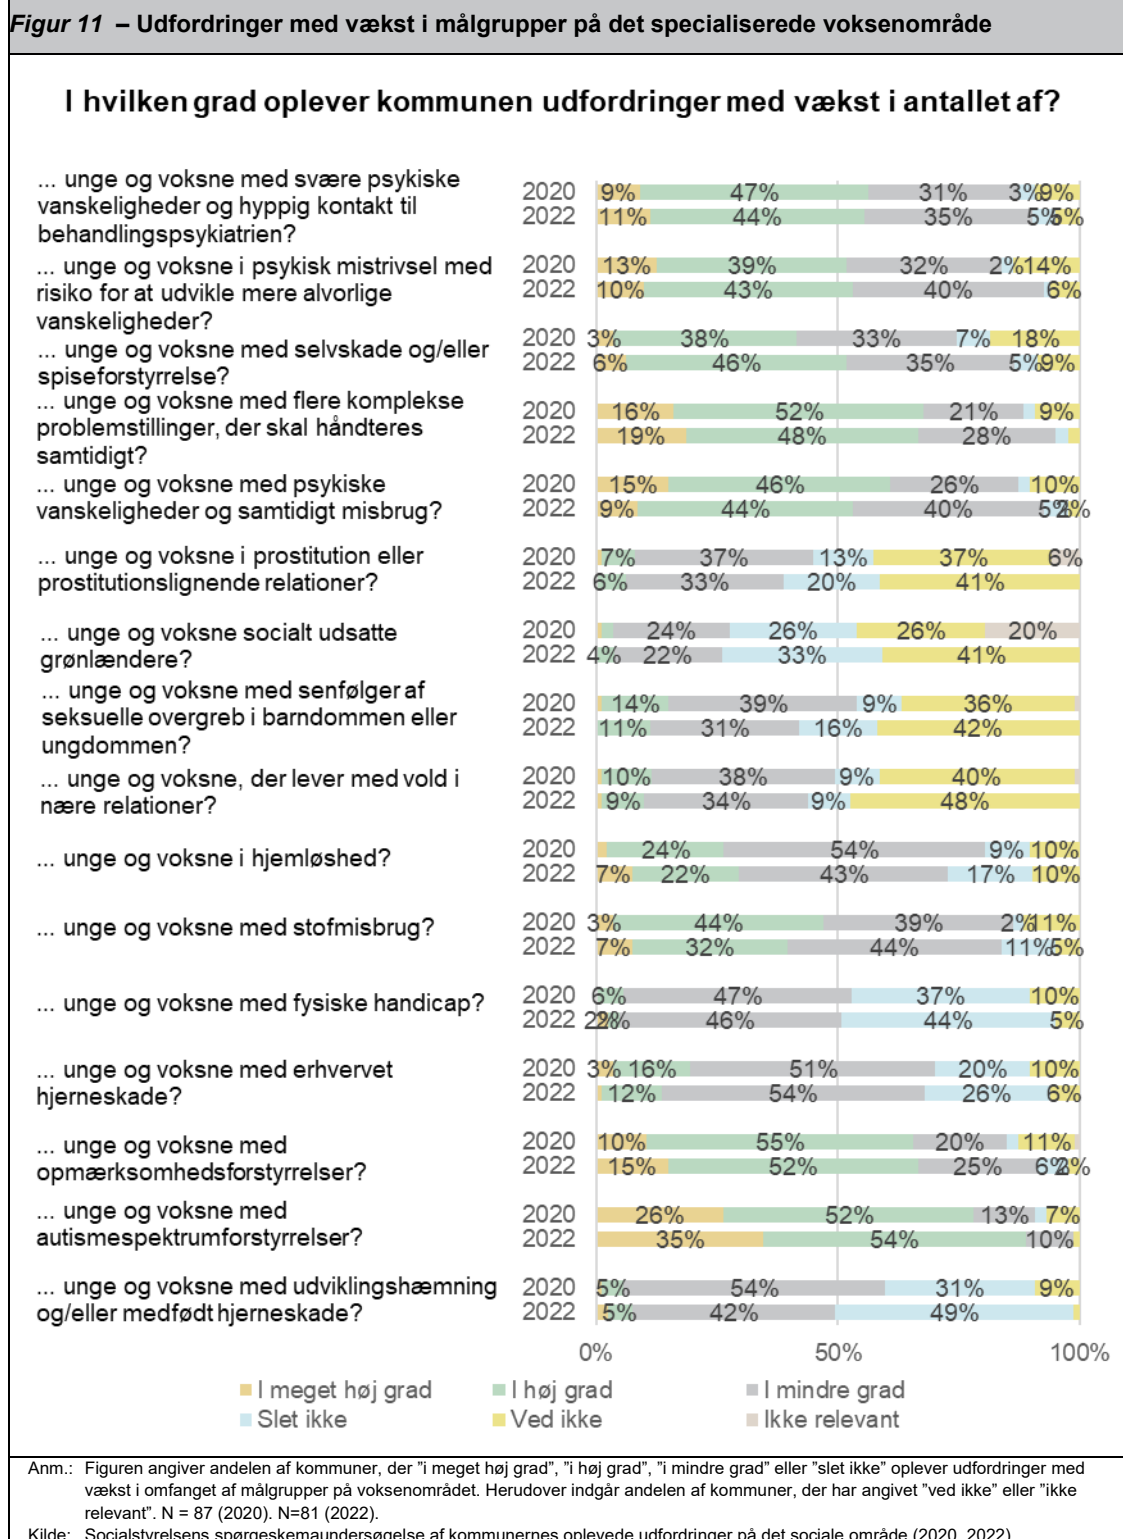 Figur 11 – Udfordringer med vækst i målgrupper på det specialiserede voksenområde
I hvilken grad oplever kommunen udfordringer med vækst i antallet af?
... unge og voksne med svære psykiske
vanskeligheder og hyppig kontakt til
behandlingspsykiatrien?
2020 9% 47% 31% 3% 9%
2022 11% 44% 35% 5% 5%
... unge og voksne i psykisk mistrivsel med
risiko for at udvikle mere alvorlige
vanskeligheder?
2020 13% 39% 32% 2% 14%
2022 10% 43% 40% 6%
... unge og voksne med selvskade og/eller
spiseforstyrrelse?
2020 3% 38% 33% 7% 18%
2022 6% 46% 35% 5% 9%
... unge og voksne med flere komplekse
problemstillinger, der skal håndteres
samtidigt?
2020 16% 52% 21% 9%
2022 19% 48% 28%
... unge og voksne med psykiske
vanskeligheder og samtidigt misbrug?
2020 15% 46% 26% 10%
2022 9% 44% 40% 5% 2%
... unge og voksne i prostitution eller
prostitutionslignende relationer?
2020 7% 37% 13% 37% 6%
2022 6% 33% 20% 41%
... unge og voksne socialt udsatte
grønlændere?
2020 24% 26% 26% 20%
2022 4% 22% 33% 41%
... unge og voksne med senfølger af
seksuelle overgreb i barndommen eller
ungdommen?
2020 14% 39% 9% 36%
2022 11% 31% 16% 42%
... unge og voksne, der lever med vold i
nære relationer?
2020 10% 38% 9% 40%
2022 9% 34% 9% 48%
... unge og voksne i hjemløshed?
2020 24% 54% 9% 10%
2022 7% 22% 43% 17% 10%
... unge og voksne med stofmisbrug?
2020 3% 44% 39% 2% 11%
2022 7% 32% 44% 11% 5%
... unge og voksne med fysiske handicap?
2020 6% 47% 37% 10%
2022 2% 2% 46% 44% 5%
... unge og voksne med erhvervet
hjerneskade?
2020 3% 16% 51% 20% 10%
2022 12% 54% 26% 6%
... unge og voksne med
opmærksomhedsforstyrrelser?
2020 10% 55% 20% 11%
2022 15% 52% 25% 6% 2%
... unge og voksne med
autismespektrumforstyrrelser?
2020 26% 52% 13% 7%
2022 35% 54% 10%
... unge og voksne med udviklingshæmning
og/eller medfødt hjerneskade?
2020 5% 54% 31% 9%
2022 5% 42% 49%
0% 50% 100%
I meget høj grad I høj grad I mindre grad
Slet ikke Ved ikke Ikke relevant
Anm.: Figuren angiver andelen af kommuner, der ”i meget høj grad”, ”i høj grad”, ”i mindre grad” eller ”slet ikke” oplever udfordringer med
vækst i omfanget af målgrupper på voksenområdet. Herudover indgår andelen af kommuner, der har angivet ”ved ikke” eller ”ikke
relevant”. N = 87 (2020). N=81 (2022).
Kilde: Socialstyrelsens spørgeskemaundersøgelse af kommunernes oplevede udfordringer på det sociale område (2020, 2022)